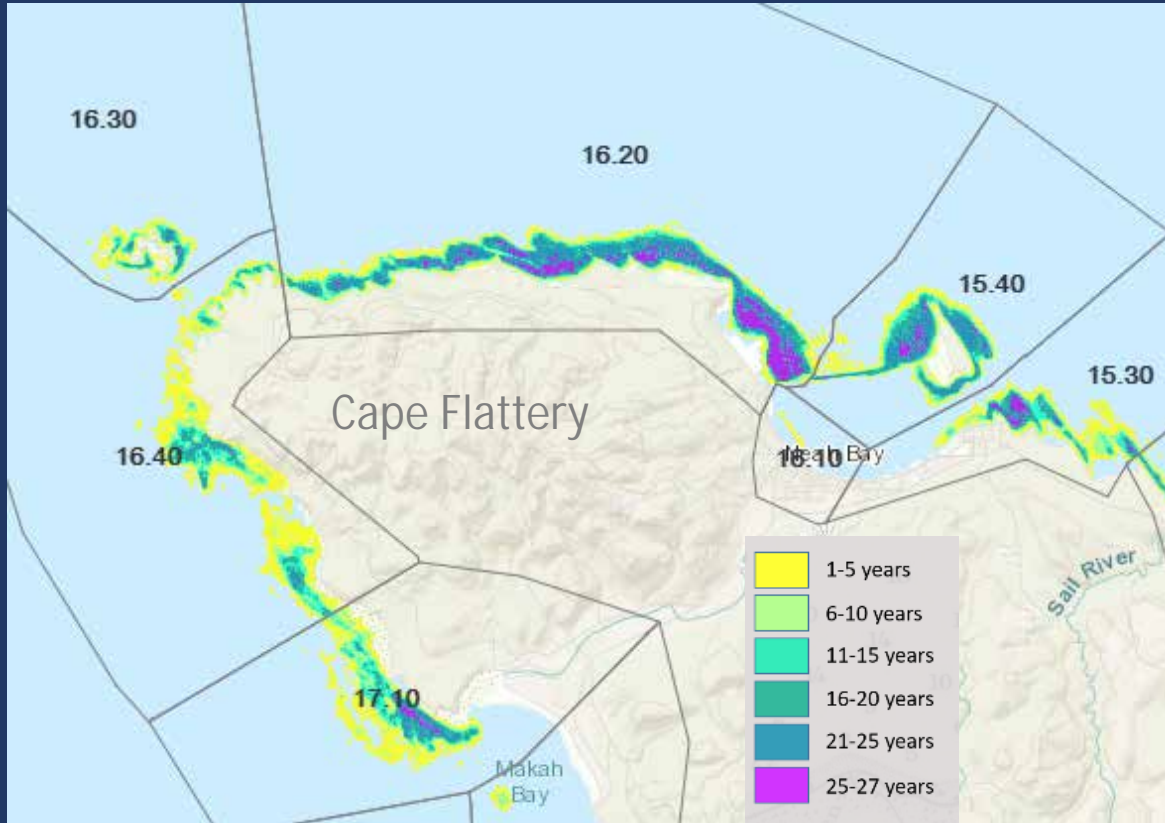 16.30
16.20
15.40
15.30
Cape Flattery
16.40
Neah Bay
16.10
1-5 years
6-10 years
11-15 years
16-20 years
21-25 years
25-27 years
Sail River
17.10
Makah
Bay